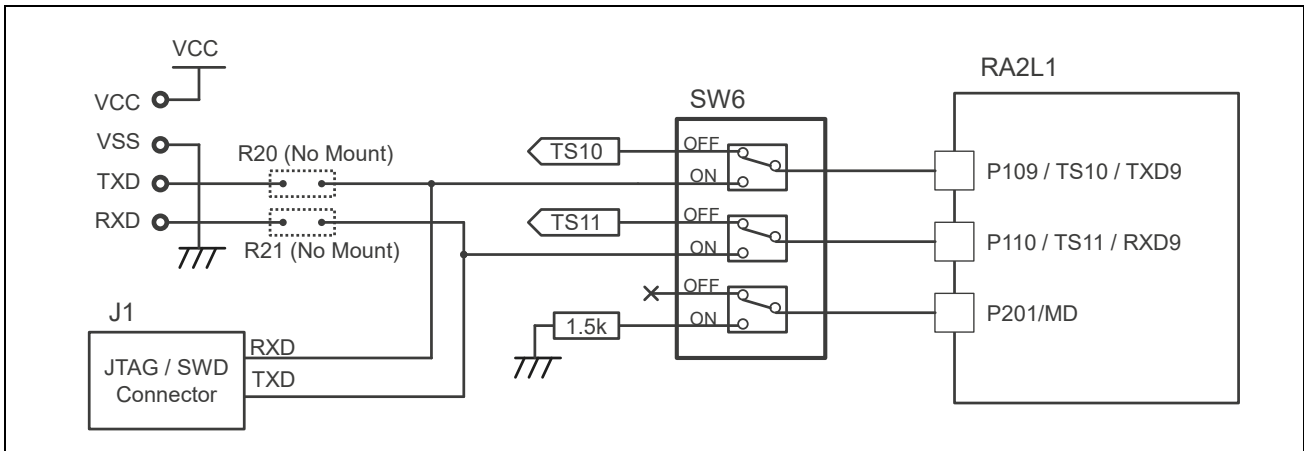 VCC
VCC
VSS
TXD
RXD
R20 (No Mount)
R21 (No Mount)
J1
JTAG / SWD
Connector
RXD
TXD
TS10
TS11
1.5k
SW6
OFF
ON
OFF
ON
OFF
ON
RA2L1
P109 / TS10 / TXD9
P110 / TS11 / RXD9
P201/MD